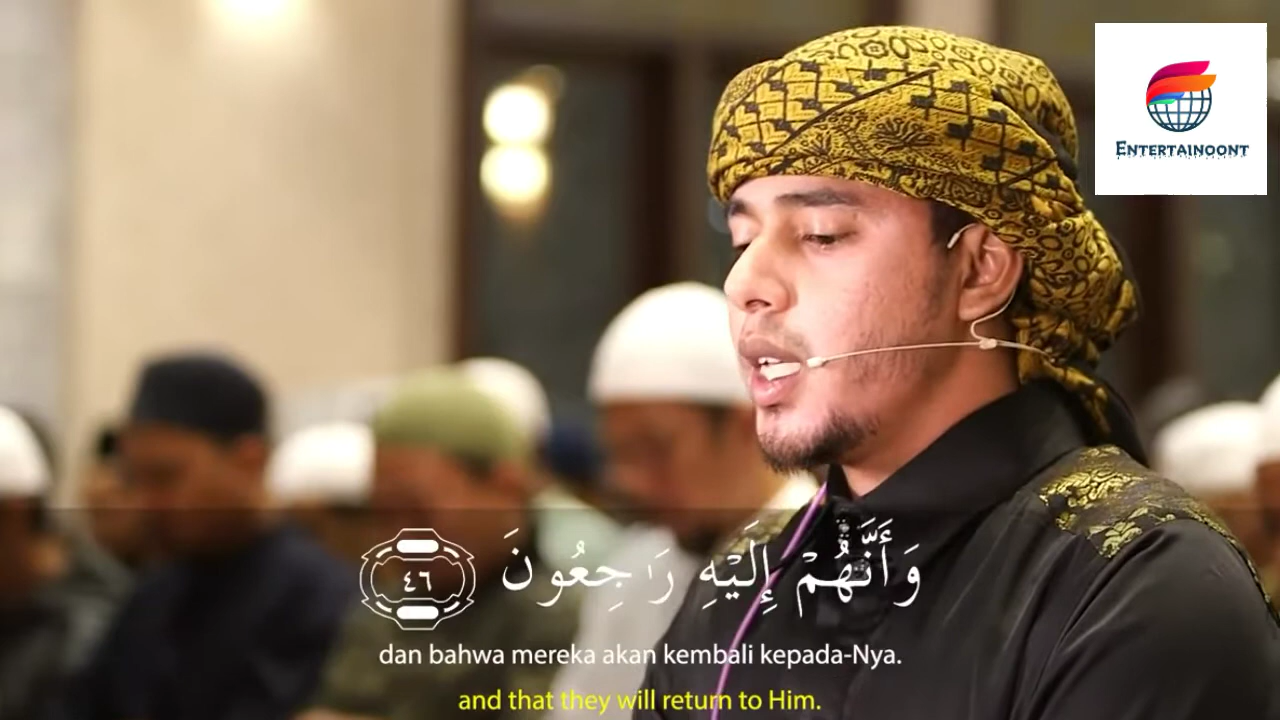 ENTERTAINOONT
وَأَنَّهُمْ إِلَيْهِ رَاجِعُونَ ٤٦
dan bahwa mereka akan kembali kepada-Nya.
and that they will return to Him.